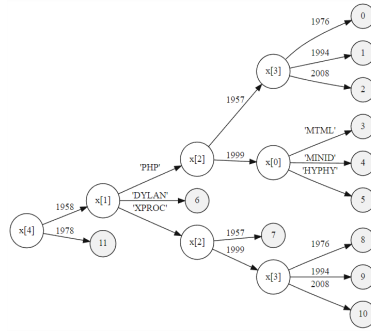 0
1976
1994
1
x[3]
2008
2
1957
'MTML'
3
'PHP'
x[2]
1999
x[0]
'MINID'
4
'HYPHY'
5
1958
x[1]
'DYLAN'
6
'XPROC'
x[4]
1978
11
x[2]
1957
7
1999
1976
8
x[3]
1994
9
2008
10